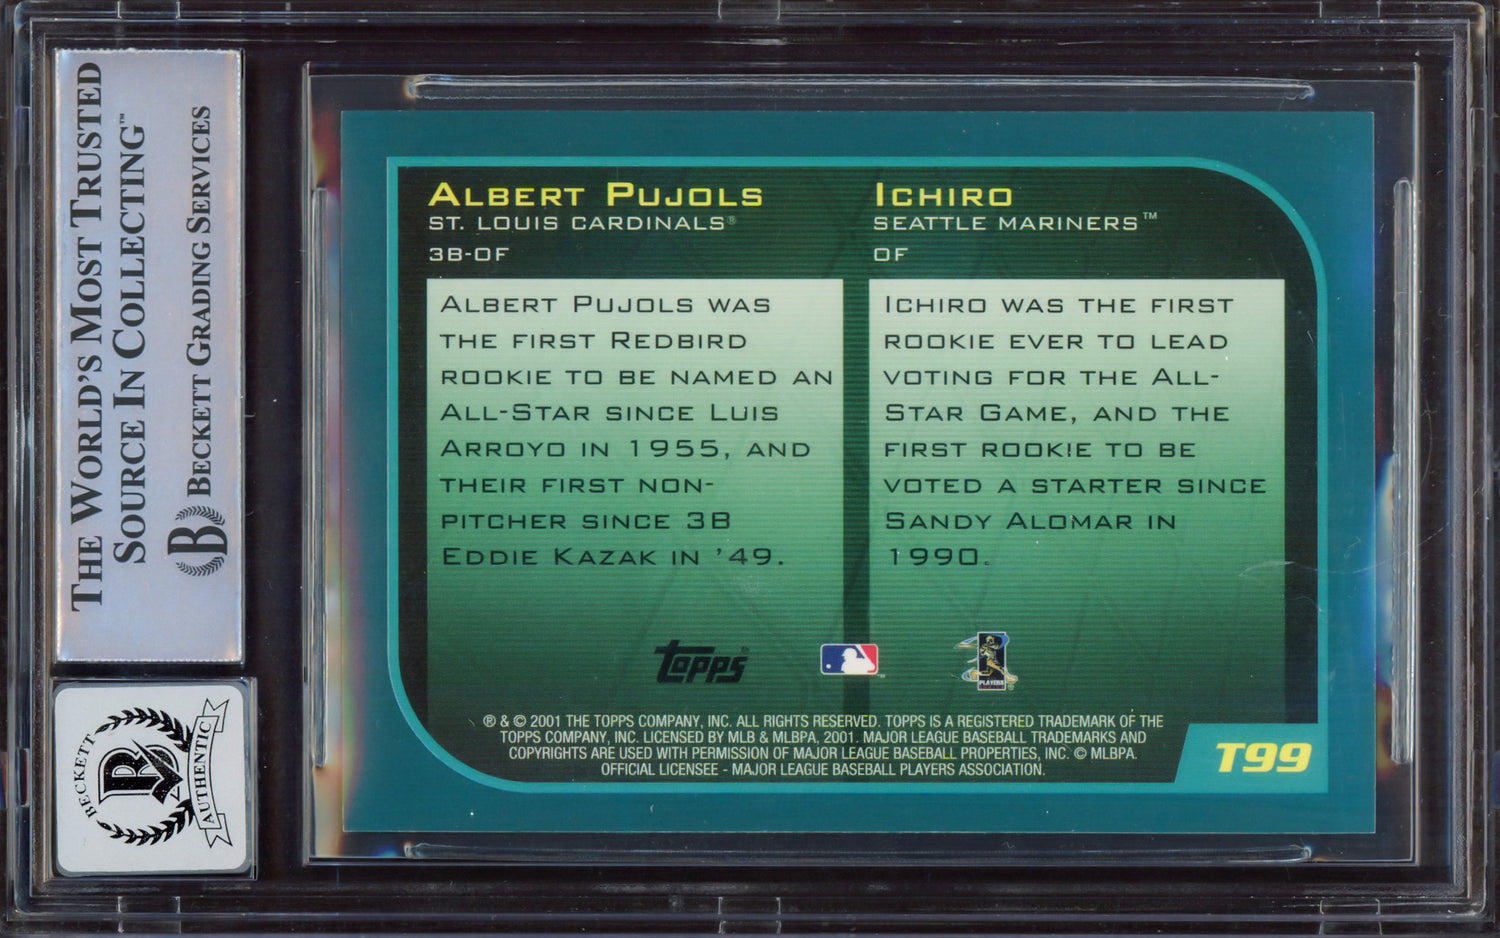 THE WORLD'S MOST TRUSTED
SOURCE IN COLLECTING™
B BECKETT GRADING SERVICES
BECKETT
B
AUTHENTIC
ALBERT PUJOLS
ST. LOUIS CARDINALS®
3B-OF
ALBERT PUJOLS WAS
THE FIRST REDBIRD
ROOKIE TO BE NAMED AN
ALL-STAR SINCE LUIS
ARROYO IN 1955, AND
THEIR FIRST NON-
PITCHER SINCE 3B
EDDIE KAZAK IN '49.
ICHIRO
SEATTLE MARINERS™
OF
ICHIRO WAS THE FIRST
ROOKIE EVER TO LEAD
VOTING FOR THE ALL-
STAR GAME, AND THE
FIRST ROOKIE TO BE
VOTED A STARTER SINCE
SANDY ALOMAR IN
1990.
Topps®
PLAYERS
® & © 2001 THE TOPPS COMPANY, INC. ALL RIGHTS RESERVED. TOPPS IS A REGISTERED TRADEMARK OF THE
TOPPS COMPANY, INC. LICENSED BY MLB & MLBPA, 2001. MAJOR LEAGUE BASEBALL TRADEMARKS AND
COPYRIGHTS ARE USED WITH PERMISSION OF MAJOR LEAGUE BASEBALL PROPERTIES, INC. © MLBPA.
OFFICIAL LICENSEE - MAJOR LEAGUE BASEBALL PLAYERS ASSOCIATION.
T99